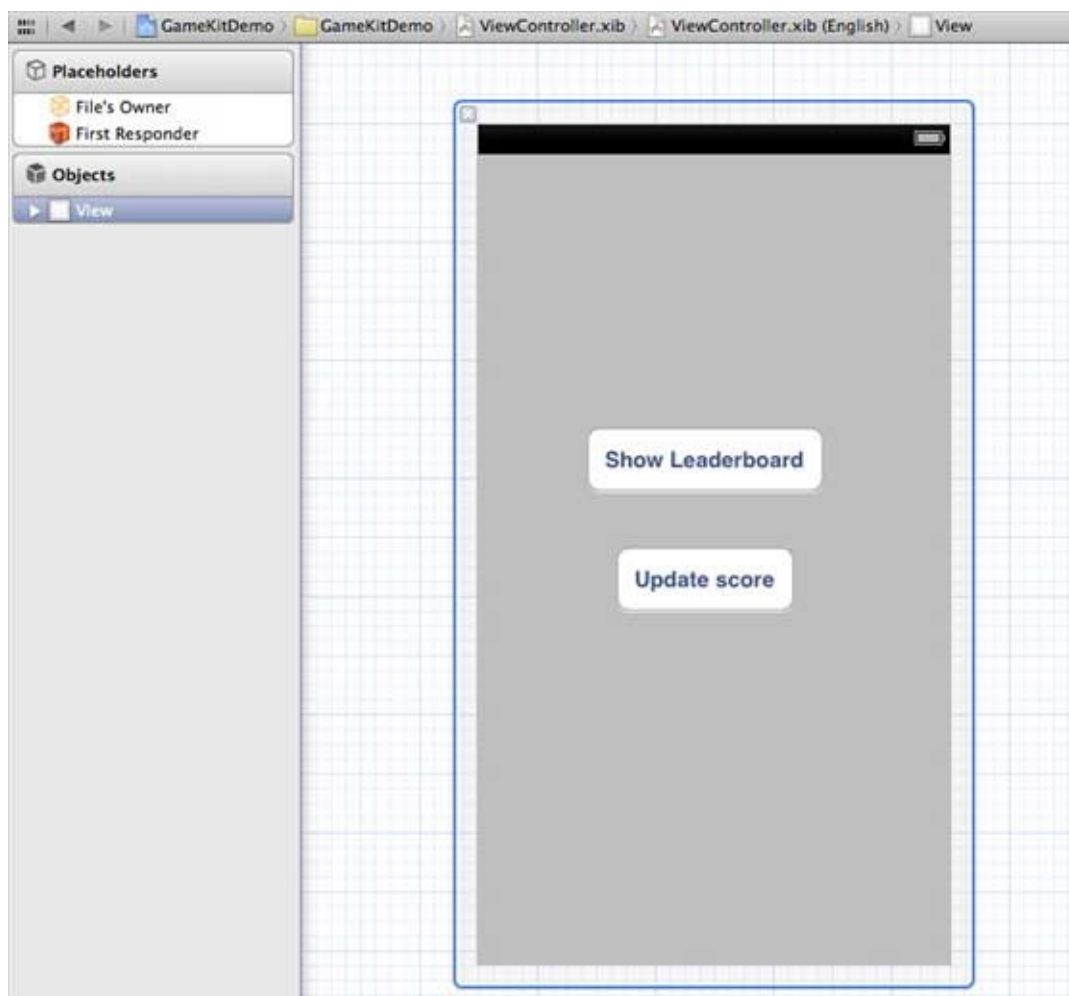 GameKitDemo GameKitDemo ViewController.xib ViewController.xib (English) View
Placeholders
File's Owner
First Responder
Objects
View
Show Leaderboard
Update score